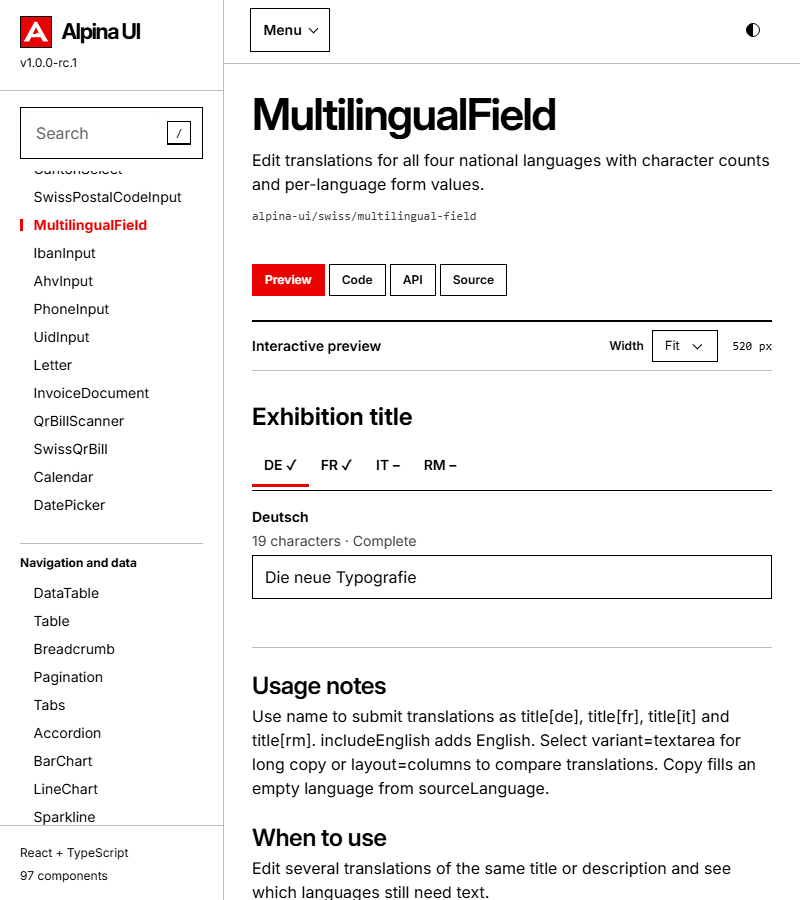 Alpina UI
v1.0.0-rc.1
Search
/
CantonSelect
SwissPostalCodeInput
MultilingualField
IbanInput
AhvInput
PhoneInput
UidInput
Letter
InvoiceDocument
QrBillScanner
SwissQrBill
Calendar
DatePicker
Navigation and data
DataTable
Table
Breadcrumb
Pagination
Tabs
Accordion
BarChart
LineChart
Sparkline
React + TypeScript
97 components
Menu
MultilingualField
Edit translations for all four national languages with character counts
and per-language form values.
alpina-ui/swiss/multilingual-field
Preview Code API Source
Interactive preview Width Fit 520 px
Exhibition title
DE ✓ FR ✓ IT – RM –
Deutsch
19 characters · Complete
Die neue Typografie
Usage notes
Use name to submit translations as title[de], title[fr], title[it] and
title[rm]. includeEnglish adds English. Select variant=textarea for
long copy or layout=columns to compare translations. Copy fills an
empty language from sourceLanguage.
When to use
Edit several translations of the same title or description and see
which languages still need text.